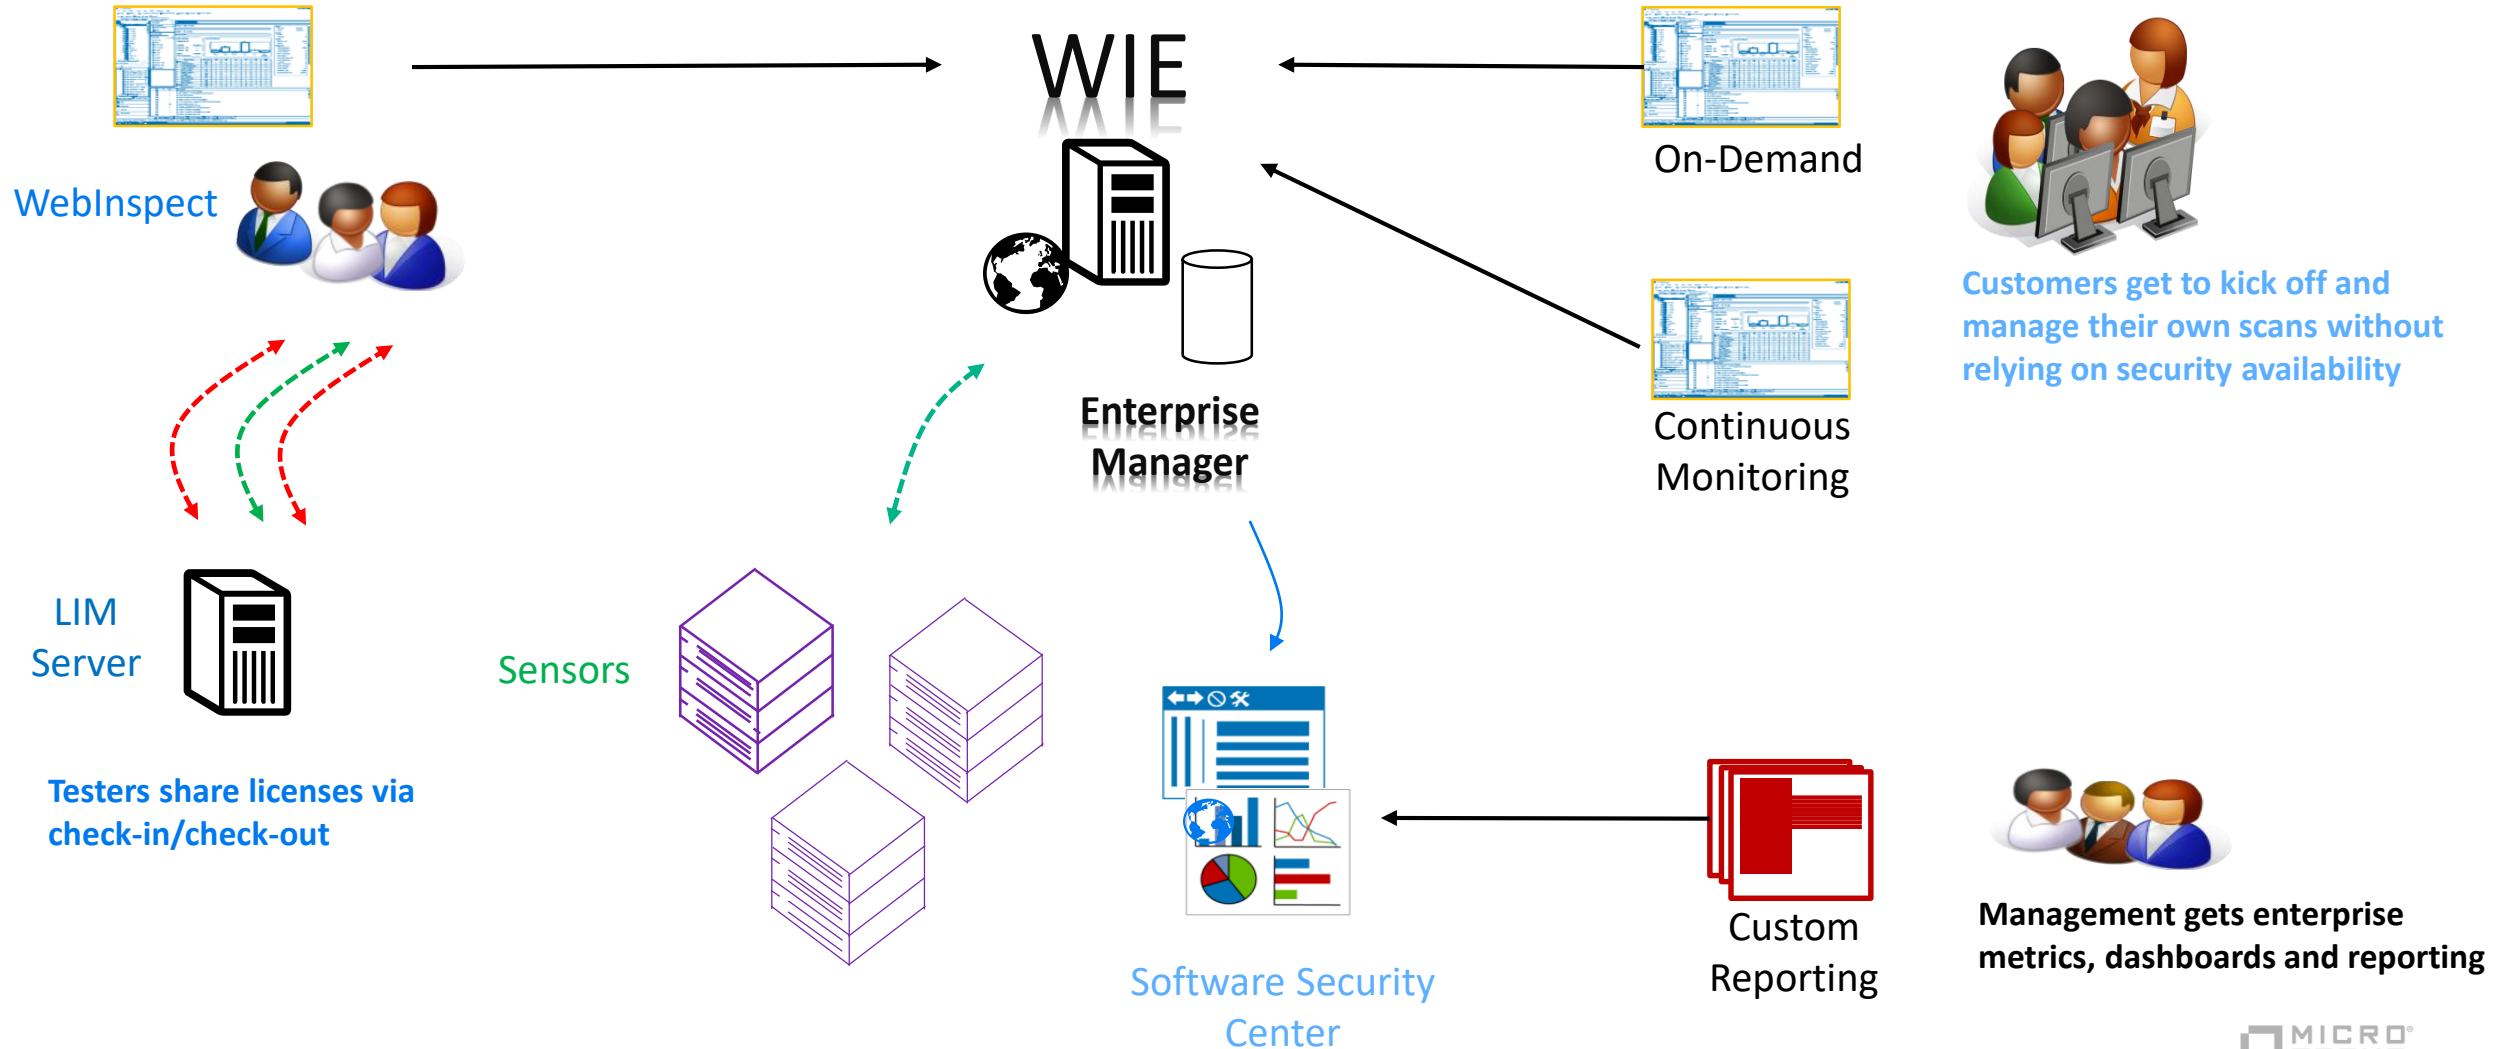 WIE
On-Demand
WebInspect
Customers get to kick off and
manage their own scans without
relying on security availability
Enterprise
Manager
Continuous
Monitoring
LIM
Server
Sensors
Testers share licenses via
check-in/check-out
Custom
Reporting
Management gets enterprise
metrics, dashboards and reporting
Software Security
Center
MICRO